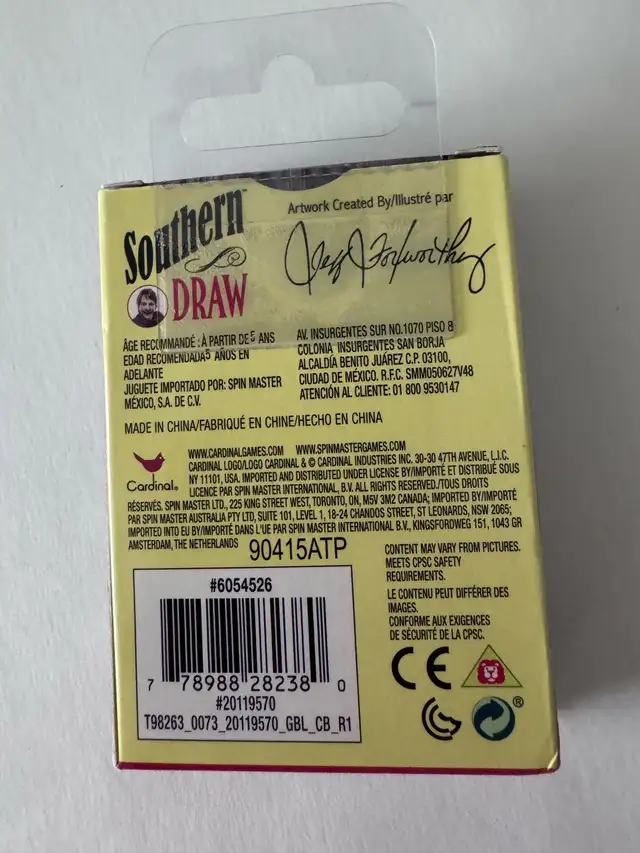 Southern™
DRAW
Artwork Created By/Illustré par
Jeff Foxworthy
ÂGE RECOMMANDÉ : À PARTIR DE 5 ANS
EDAD RECOMENDADA 5 AÑOS EN
ADELANTE
JUGUETE IMPORTADO POR: SPIN MASTER
MÉXICO, S.A. DE C.V.
AV. INSURGENTES SUR NO.1070 PISO 8
COLONIA INSURGENTES SAN BORJA
ALCALDÍA BENITO JUÁREZ C.P. 03100,
CIUDAD DE MÉXICO. R.F.C. SMM050627V48
ATENCIÓN AL CLIENTE: 01 800 9530147
MADE IN CHINA/FABRIQUÉ EN CHINE/HECHO EN CHINA
Cardinal®
WWW.CARDINALGAMES.COM WWW.SPINMASTERGAMES.COM
CARDINAL LOGO/LOGO CARDINAL & © CARDINAL INDUSTRIES INC. 30-30 47TH AVENUE, L.I.C.
NY 11101, USA. IMPORTED AND DISTRIBUTED UNDER LICENSE BY/IMPORTÉ ET DISTRIBUÉ SOUS
LICENCE PAR SPIN MASTER INTERNATIONAL, B.V. ALL RIGHTS RESERVED./TOUS DROITS
RÉSERVÉS. SPIN MASTER LTD., 225 KING STREET WEST, TORONTO, ON, M5V 3M2 CANADA; IMPORTED BY/IMPORTÉ
PAR SPIN MASTER AUSTRALIA PTY LTD, SUITE 101, LEVEL 1, 18-24 CHANDOS STREET, ST LEONARDS, NSW 2065;
IMPORTED INTO EU BY/IMPORTÉ DANS L'UE PAR SPIN MASTER INTERNATIONAL B.V., KINGSFORDWEG 151, 1043 GR
AMSTERDAM, THE NETHERLANDS 90415ATP
#6054526
7 78988 28238 0
#20119570
T98263_0073_20119570_GBL_CB_R1
CONTENT MAY VARY FROM PICTURES.
MEETS CPSC SAFETY
REQUIREMENTS.
LE CONTENU PEUT DIFFÉRER DES
IMAGES.
CONFORME AUX EXIGENCES
DE SÉCURITÉ DE LA CPSC.
CE
®